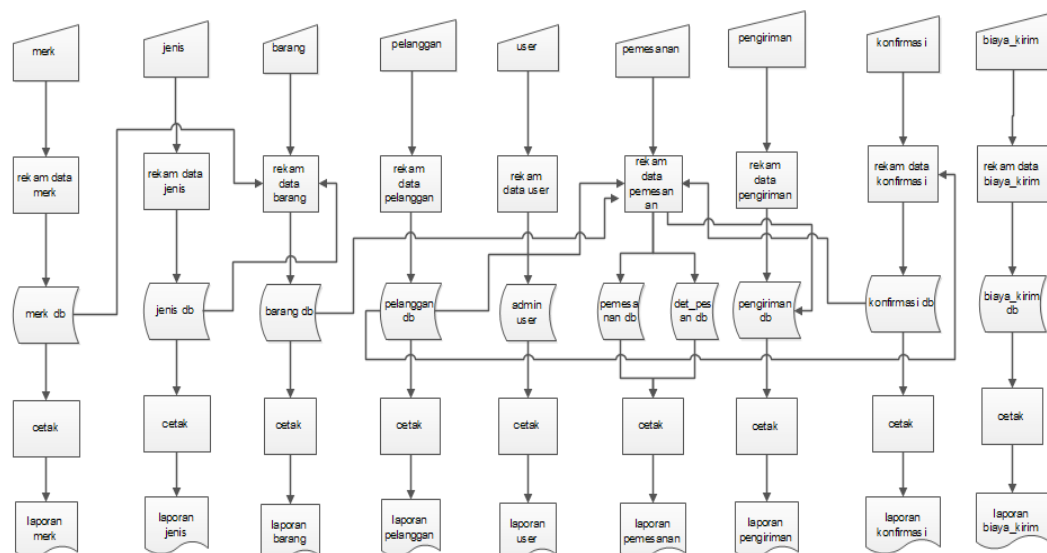 merk
jenis
barang
pelanggan
user
pemesanan
pengiriman
konfirmasi
biaya_kirim
rekam data
merk
rekam data
jenis
rekam
data
barang
rekam
data
pelanggan
rekam
data user
rekam
data
pemesan
an
rekam
data
pengiriman
rekam data
konfirmasi
rekam data
biaya_kirim
merk db
jenis db
barang db
pelanggan
db
admin
user
pemesa
nan db
det_pes
an db
pengiriman
db
konfirmasi db
biaya_kirim
db
cetak
cetak
cetak
cetak
cetak
cetak
cetak
cetak
cetak
laporan
merk
laporan
jenis
laporan
barang
laporan
pelanggan
laporan
user
laporan
pemesanan
laporan
pengiriman
laporan
konfirmasi
laporan
biaya_kirim